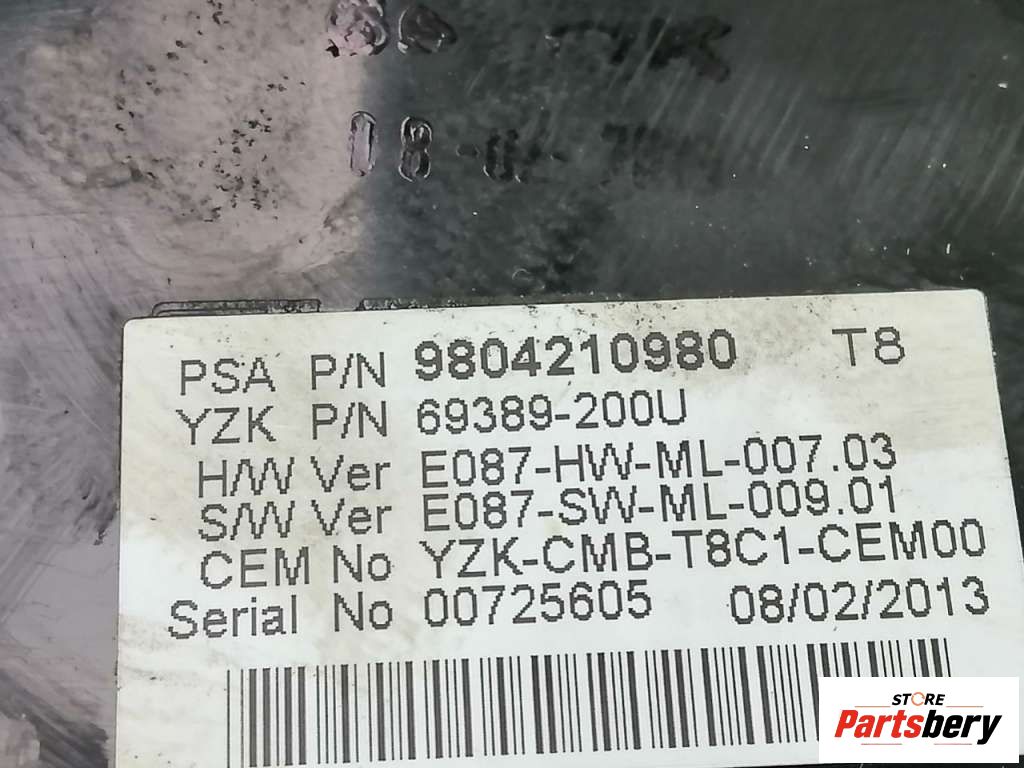 PSA P/N 9804210980 T8
YZK P/N 69389-200U
H/W Ver E087-HW-ML-007.03
S/W Ver E087-SW-ML-009.01
CEM No YZK-CMB-T8C1-CEM00
Serial No 00725605 08/02/2013
STORE
Partsbery